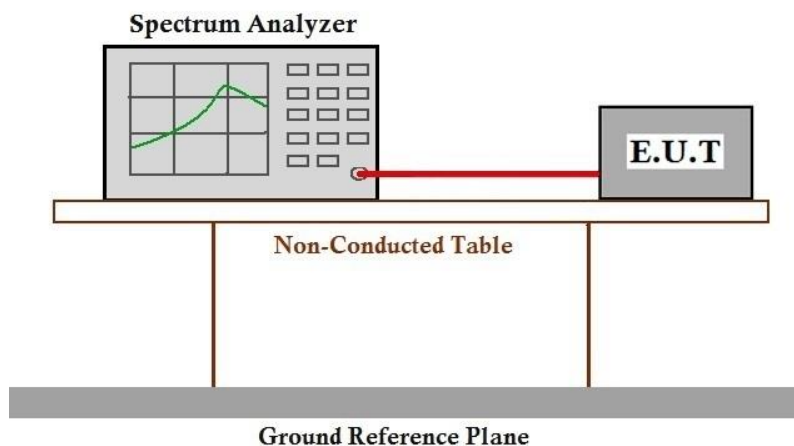 Spectrum Analyzer
E.U.T
Non-Conducted Table
Ground Reference Plane